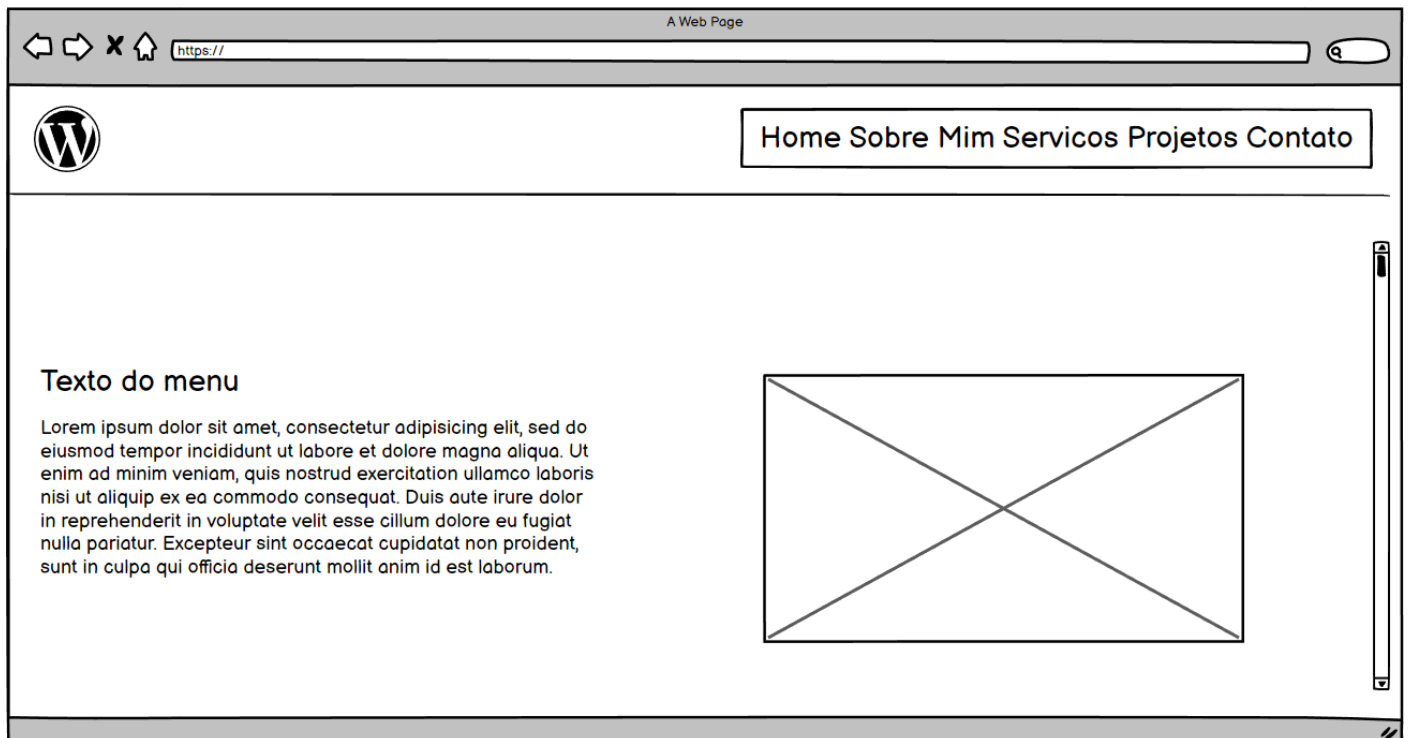 A Web Page
https://
W
Home Sobre Mim Servicos Projetos Contato
Texto do menu
Lorem ipsum dolor sit amet, consectetur adipisicing elit, sed do
eiusmod tempor incididunt ut labore et dolore magna aliqua. Ut
enim ad minim veniam, quis nostrud exercitation ullamco laboris
nisi ut aliquip ex ea commodo consequat. Duis aute irure dolor
in reprehenderit in voluptate velit esse cillum dolore eu fugiat
nulla pariatur. Excepteur sint occaecat cupidatat non proident,
sunt in culpa qui officia deserunt mollit anim id est laborum.